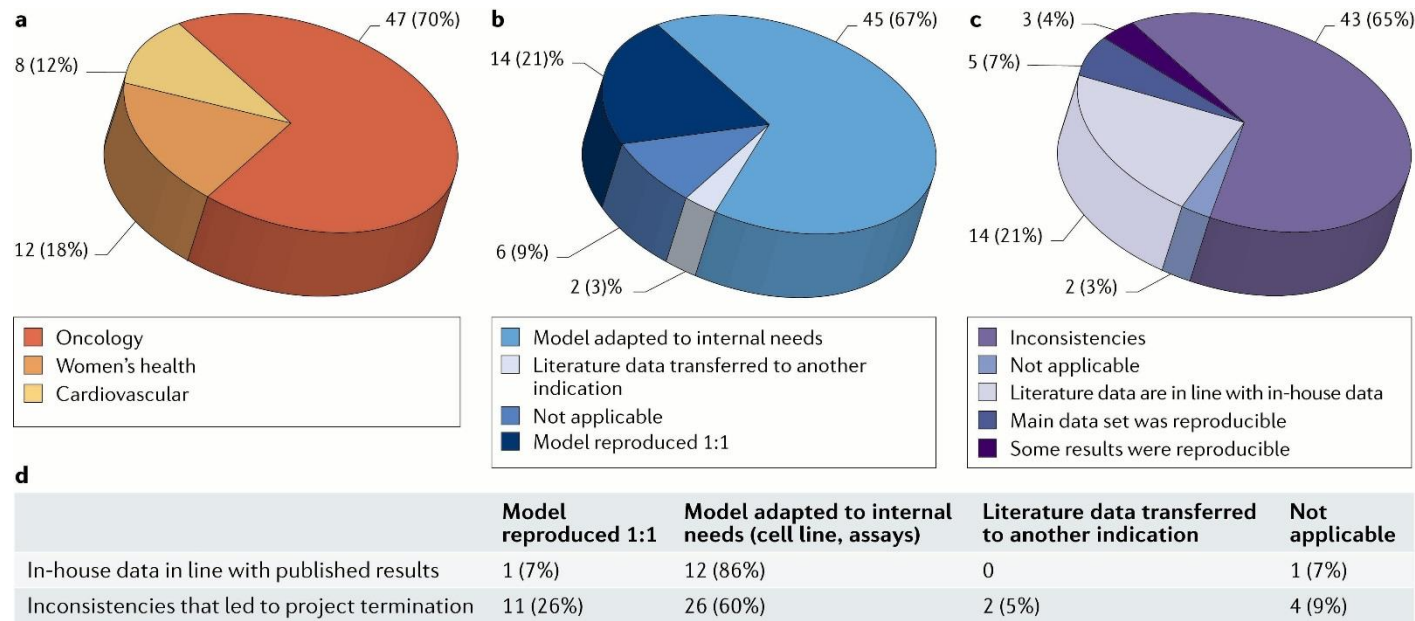 a
47 (70%)
8 (12%)
12 (18%)
Oncology
Women's health
Cardiovascular
b
45 (67%)
14 (21)%
6 (9%)
2 (3)%
Model adapted to internal needs
Literature data transferred to another
indication
Not applicable
Model reproduced 1:1
c
3 (4%)
43 (65%)
5 (7%)
14 (21%)
2 (3%)
Inconsistencies
Not applicable
Literature data are in line with in-house data
Main data set was reproducible
Some results were reproducible
d
Model reproduced 1:1 Model adapted to internal needs (cell line, assays) Literature data transferred to another indication Not applicable
In-house data in line with published results 1 (7%) 12 (86%) 0 1 (7%)
Inconsistencies that led to project termination 11 (26%) 26 (60%) 2 (5%) 4 (9%)